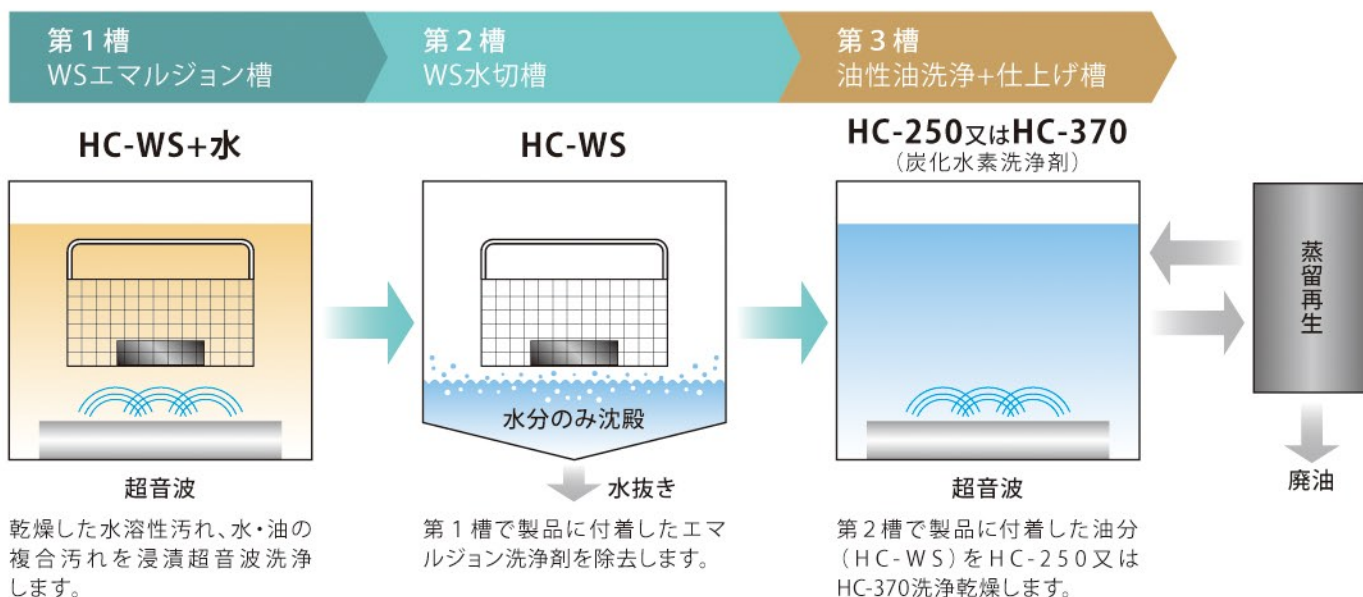 第1槽
WSエマルジョン槽
第2槽
WS水切槽
第3槽
油性油洗浄+仕上げ槽
HC-WS+水
HC-WS
HC-250又はHC-370
(炭化水素洗浄剤)
水分のみ沈殿
蒸留再生
超音波
水抜き
超音波
廃油
乾燥した水溶性汚れ、水・油の
複合汚れを浸漬超音波洗浄
します。
第1槽で製品に付着したエマ
ルジョン洗浄剤を除去します。
第2槽で製品に付着した油分
(HC-WS)をHC-250又は
HC-370洗浄乾燥します。